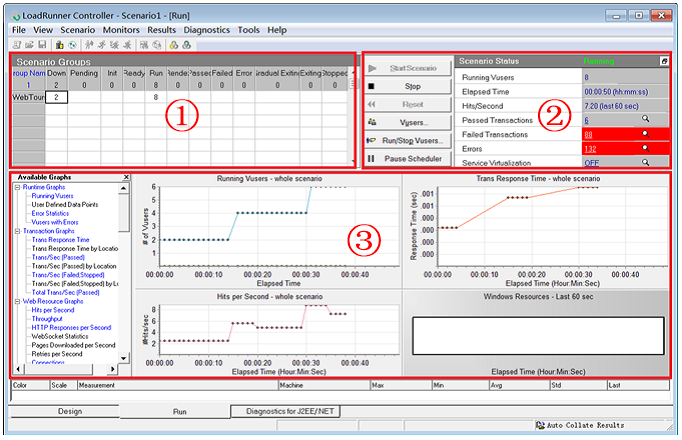 LoadRunner Controller - Scenario1 - [Run]
File View Scenario Monitors Results Diagnostics Tools Help
Scenario Groups
roup Nam Down Pending Init Ready Run Rende Passed Failed Error Gradual Exiting Exiting Stopped
1 2 0 0 0 8 0 0 0 0 0 0 0
WebTour 2 8
①
Start Scenario
Stop
Reset
Vusers...
Run/Stop Vusers...
Pause Scheduler
Scenario Status Running
Running Vusers 8
Elapsed Time 00:00:50 (hh:mm:ss)
Hits/Second 7.20 (last 60 sec)
Passed Transactions 6
Failed Transactions 88
Errors 132
Service Virtualization OFF
②
Available Graphs
Runtime Graphs
Running Vusers
User Defined Data Points
Error Statistics
Vusers with Errors
Transaction Graphs
Trans Response Time
Trans Response Time by Location
Trans/Sec (Passed)
Trans/Sec (Passed) by Location
Trans/Sec (Failed,Stopped)
Trans/Sec (Failed,Stopped) by Lo
Total Trans/Sec (Passed)
Web Resource Graphs
Hits per Second
Throughput
HTTP Responses per Second
WebSocket Statistics
Pages Downloaded per Second
Retries per Second
Connections
Running Vusers - whole scenario
# of Vusers
6
5
4
3
2
1
00:00:00 00:00:10 00:00:20 00:00:30 00:00:40
Elapsed Time
③
Trans Response Time - whole scenario
Response Time (sec)
.001
.001
.000
.000
.000
00:00:00 00:00:10 00:00:20 00:00:30 00:00:40
Elapsed Time (Hour:Min:Sec)
Hits per Second - whole scenario
#Hits/sec
8
6
4
2
00:00:00 00:00:10 00:00:20 00:00:30 00:00:40
Elapsed Time (Hour:Min:Sec)
Windows Resources - Last 60 sec
Elapsed Time (Hour:Min:Sec)
Color Scale Measurement Machine Max Min Avg Std Last
Design Run Diagnostics for J2EE/.NET
Auto Collate Results